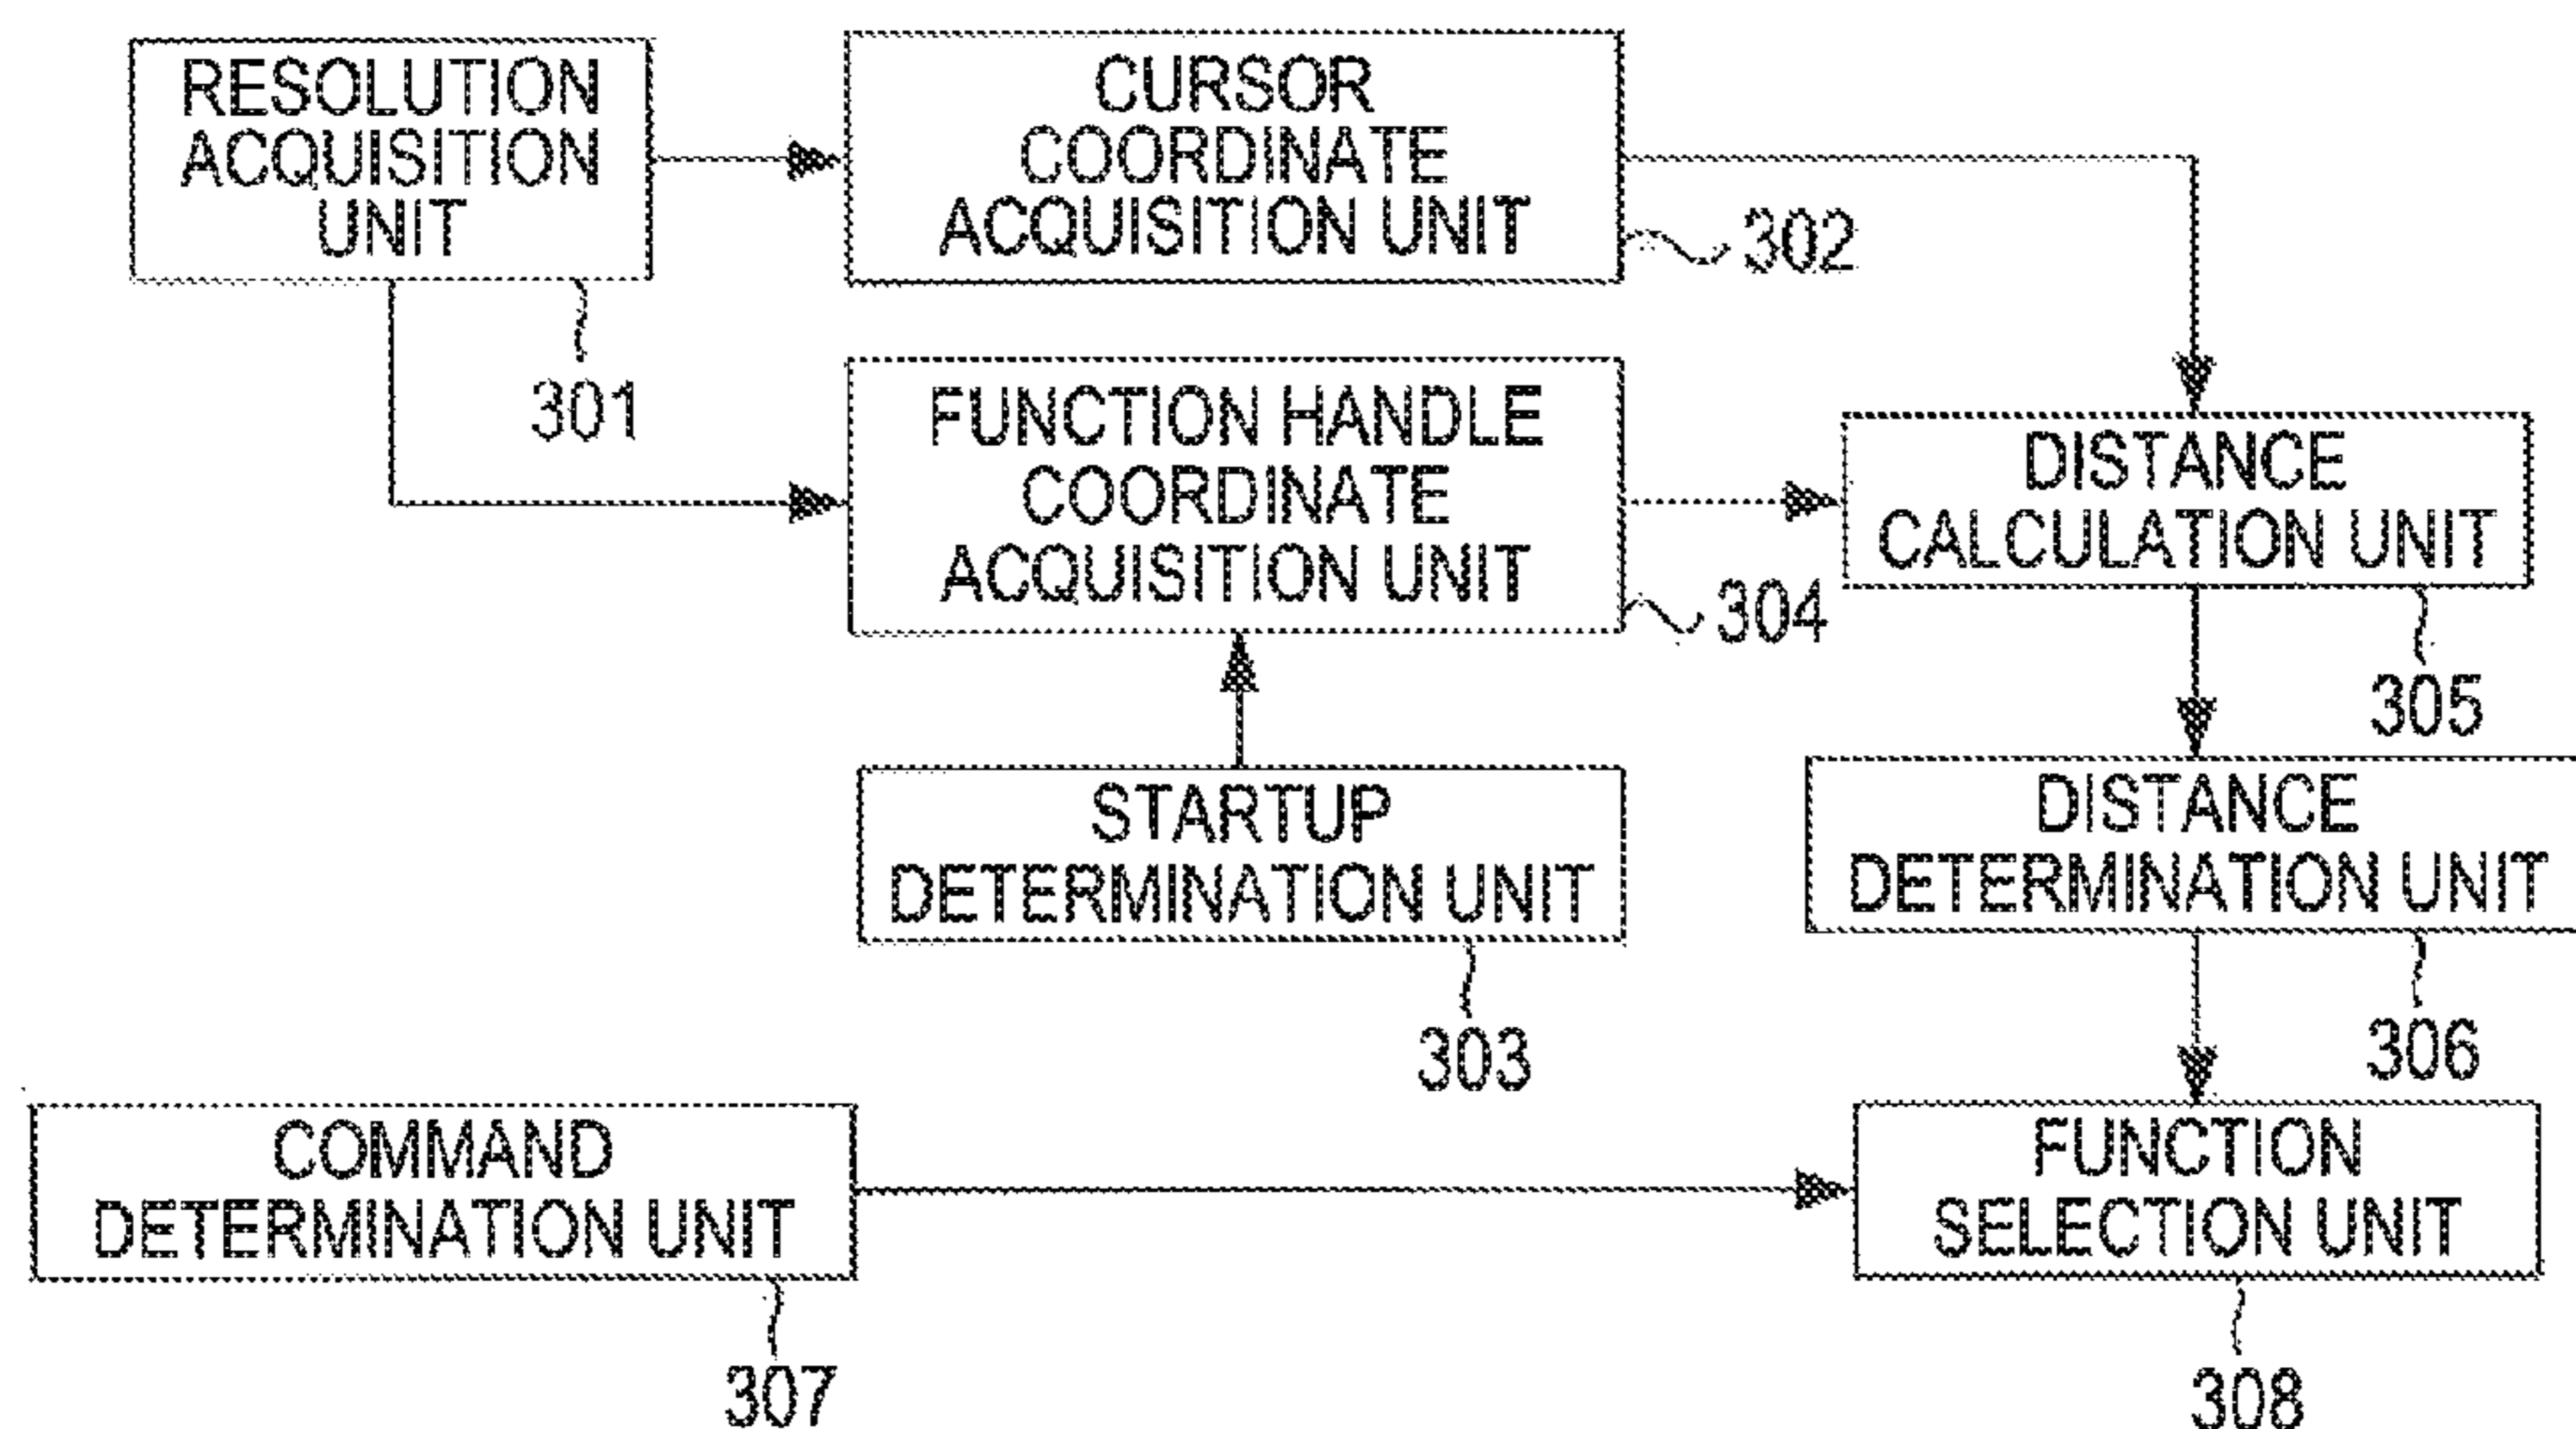 RESOLUTION
ACQUISITION
UNIT
301
CURSOR
COORDINATE
ACQUISITION UNIT
302
FUNCTION HANDLE
COORDINATE
ACQUISITION UNIT
304
DISTANCE
CALCULATION UNIT
305
STARTUP
DETERMINATION UNIT
303
DISTANCE
DETERMINATION UNIT
306
COMMAND
DETERMINATION UNIT
307
FUNCTION
SELECTION UNIT
308